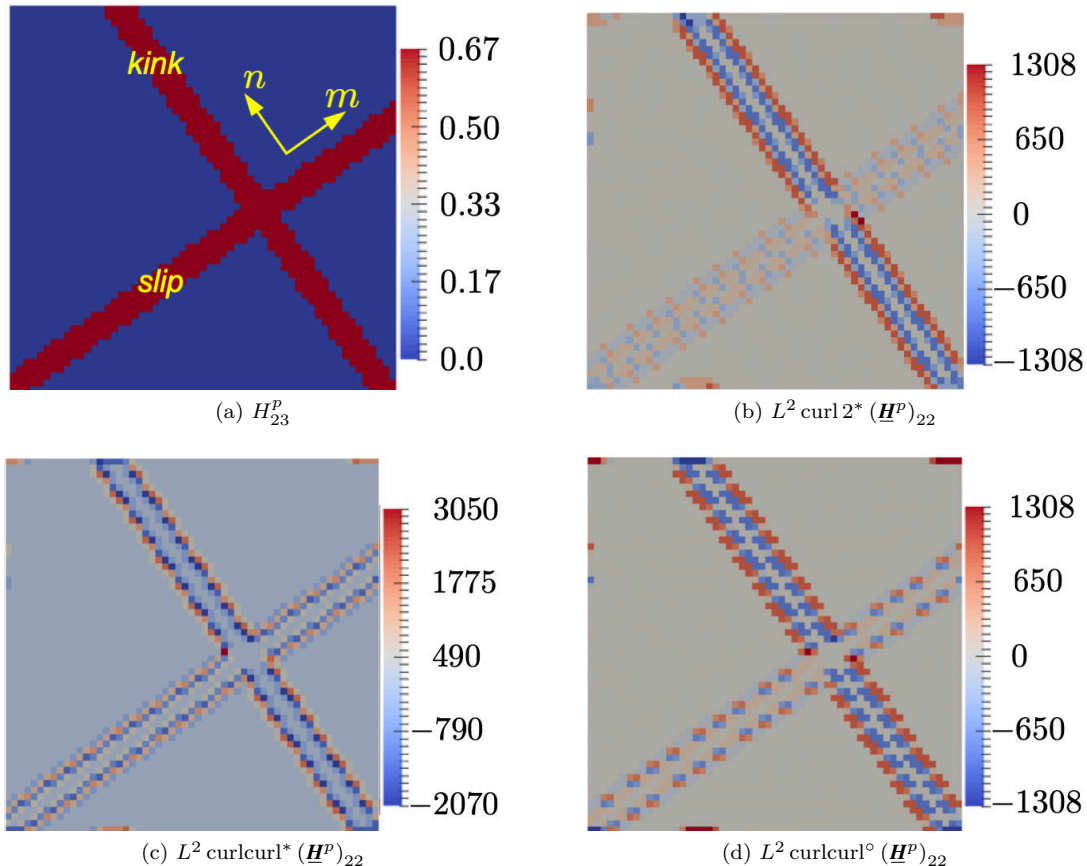 kink
n
m
slip
0.67
0.50
0.33
0.17
0.0
(a) H^p_{23}
1308
650
0
−650
−1308
(b) L^2 curl 2^* (H^p)_{22}
3050
1775
490
−790
−2070
(c) L^2 curlcurl^* (H^p)_{22}
1308
650
0
−650
−1308
(d) L^2 curlcurl° (H^p)_{22}